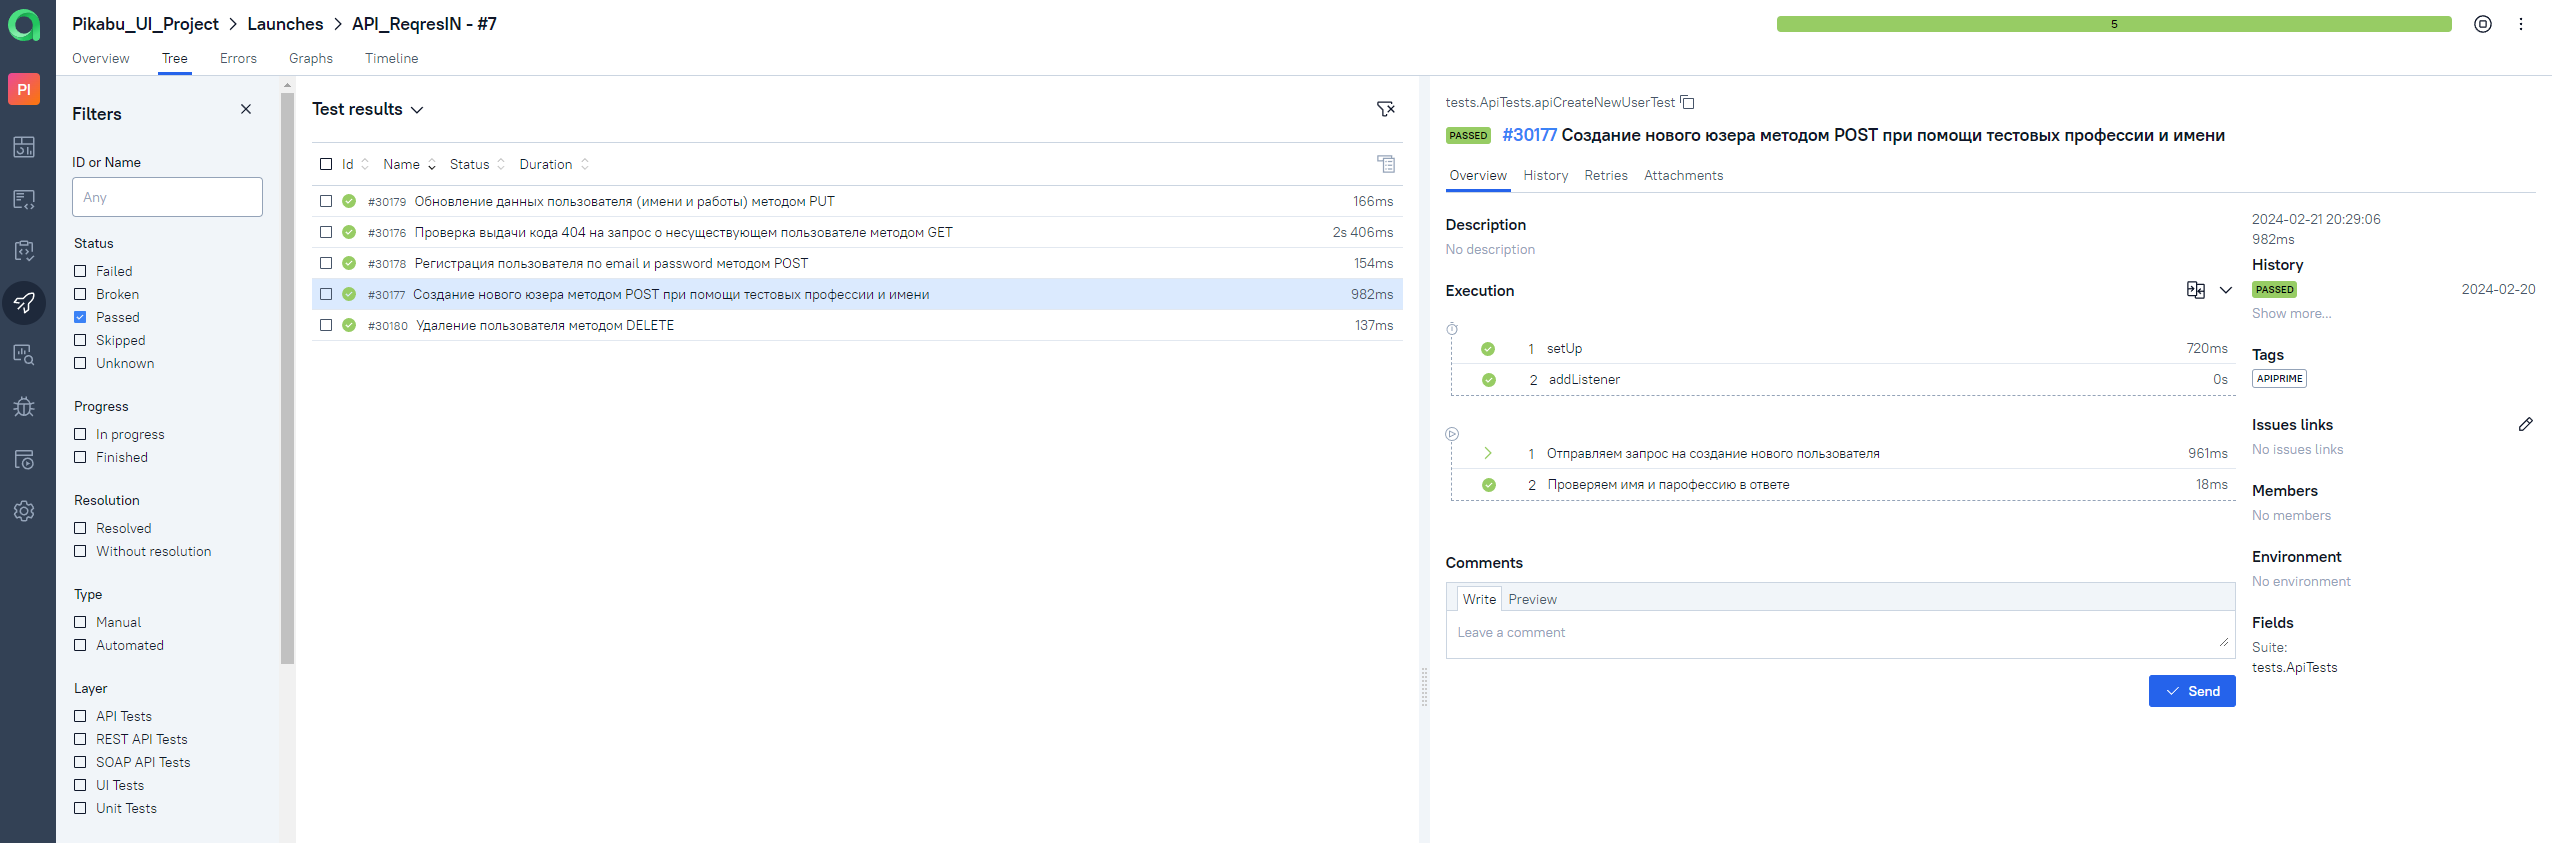 Pikabu_UI_Project > Launches > API_ReqresIN - #7
5
Overview Tree Errors Graphs Timeline
PI
Filters
ID or Name
Any
Status
Failed
Broken
Passed
Skipped
Unknown
Progress
In progress
Finished
Resolution
Resolved
Without resolution
Type
Manual
Automated
Layer
API Tests
REST API Tests
SOAP API Tests
UI Tests
Unit Tests
Test results
Id Name Status Duration
#30179 Обновление данных пользователя (имени и работы) методом PUT 166ms
#30176 Проверка выдачи кода 404 на запрос о несуществующем пользователе методом GET 2s 406ms
#30178 Регистрация пользователя по email и password методом POST 154ms
#30177 Создание нового юзера методом POST при помощи тестовых профессии и имени 982ms
#30180 Удаление пользователя методом DELETE 137ms
tests.ApiTests.apiCreateNewUserTest
PASSED #30177 Создание нового юзера методом POST при помощи тестовых профессии и имени
Overview History Retries Attachments
Description
No description
Execution
1 setUp 720ms
2 addListener 0s
1 Отправляем запрос на создание нового пользователя 961ms
2 Проверяем имя и парофессию в ответе 18ms
Comments
Write Preview
Leave a comment
Send
2024-02-21 20:29:06
982ms
History
PASSED 2024-02-20
Show more...
Tags
APIPRIME
Issues links
No issues links
Members
No members
Environment
No environment
Fields
Suite:
tests.ApiTests